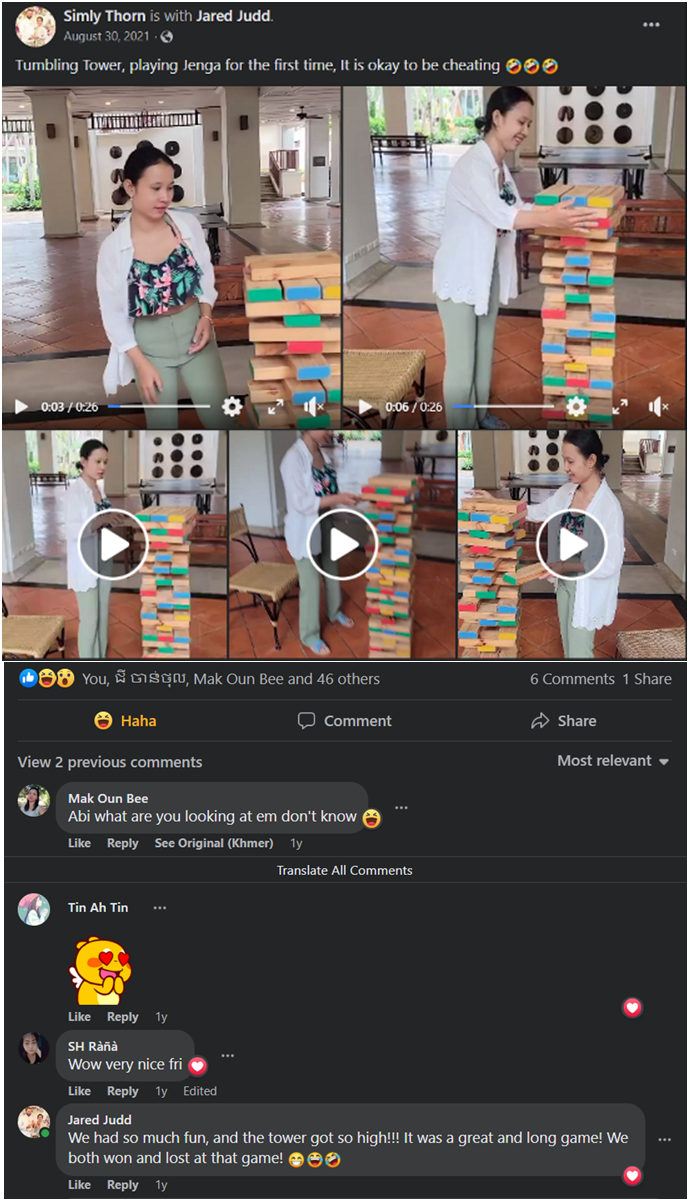 Simly Thorn is with Jared Judd.
August 30, 2021 ·
Tumbling Tower, playing Jenga for the first time, It is okay to be cheating 🤣🤣🤣
0:03 / 0:26
0:06 / 0:26
You, ជី ចាន់ថុល, Mak Oun Bee and 46 others
6 Comments 1 Share
Haha
Comment
Share
View 2 previous comments
Most relevant
Mak Oun Bee
Abi what are you looking at em don't know
Like Reply See Original (Khmer) 1y
Translate All Comments
Tin Ah Tin
Like Reply 1y
SH Ràñà
Wow very nice fri
Like Reply 1y Edited
Jared Judd
We had so much fun, and the tower got so high!!! It was a great and long game! We
both won and lost at that game! 😁😂🤣
Like Reply 1y